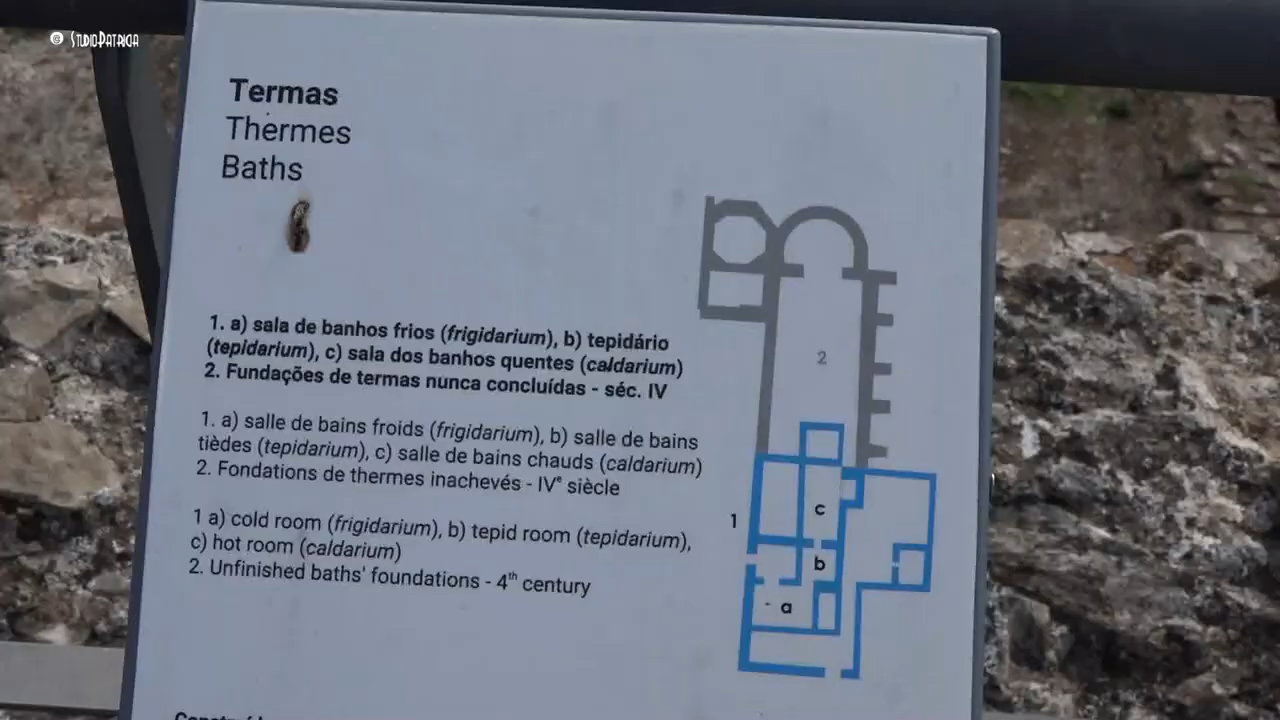 © STUDIOPATRICIA
Termas
Thermes
Baths
1. a) sala de banhos frios (frigidarium), b) tepidário
(tepidarium), c) sala dos banhos quentes (caldarium)
2. Fundações de termas nunca concluídas - séc. IV
1. a) salle de bains froids (frigidarium), b) salle de bains
tièdes (tepidarium), c) salle de bains chauds (caldarium)
2. Fondations de thermes inachevés - IVe siècle
1 a) cold room (frigidarium), b) tepid room (tepidarium),
c) hot room (caldarium)
2. Unfinished baths' foundations - 4th century
2
1
c
b
a